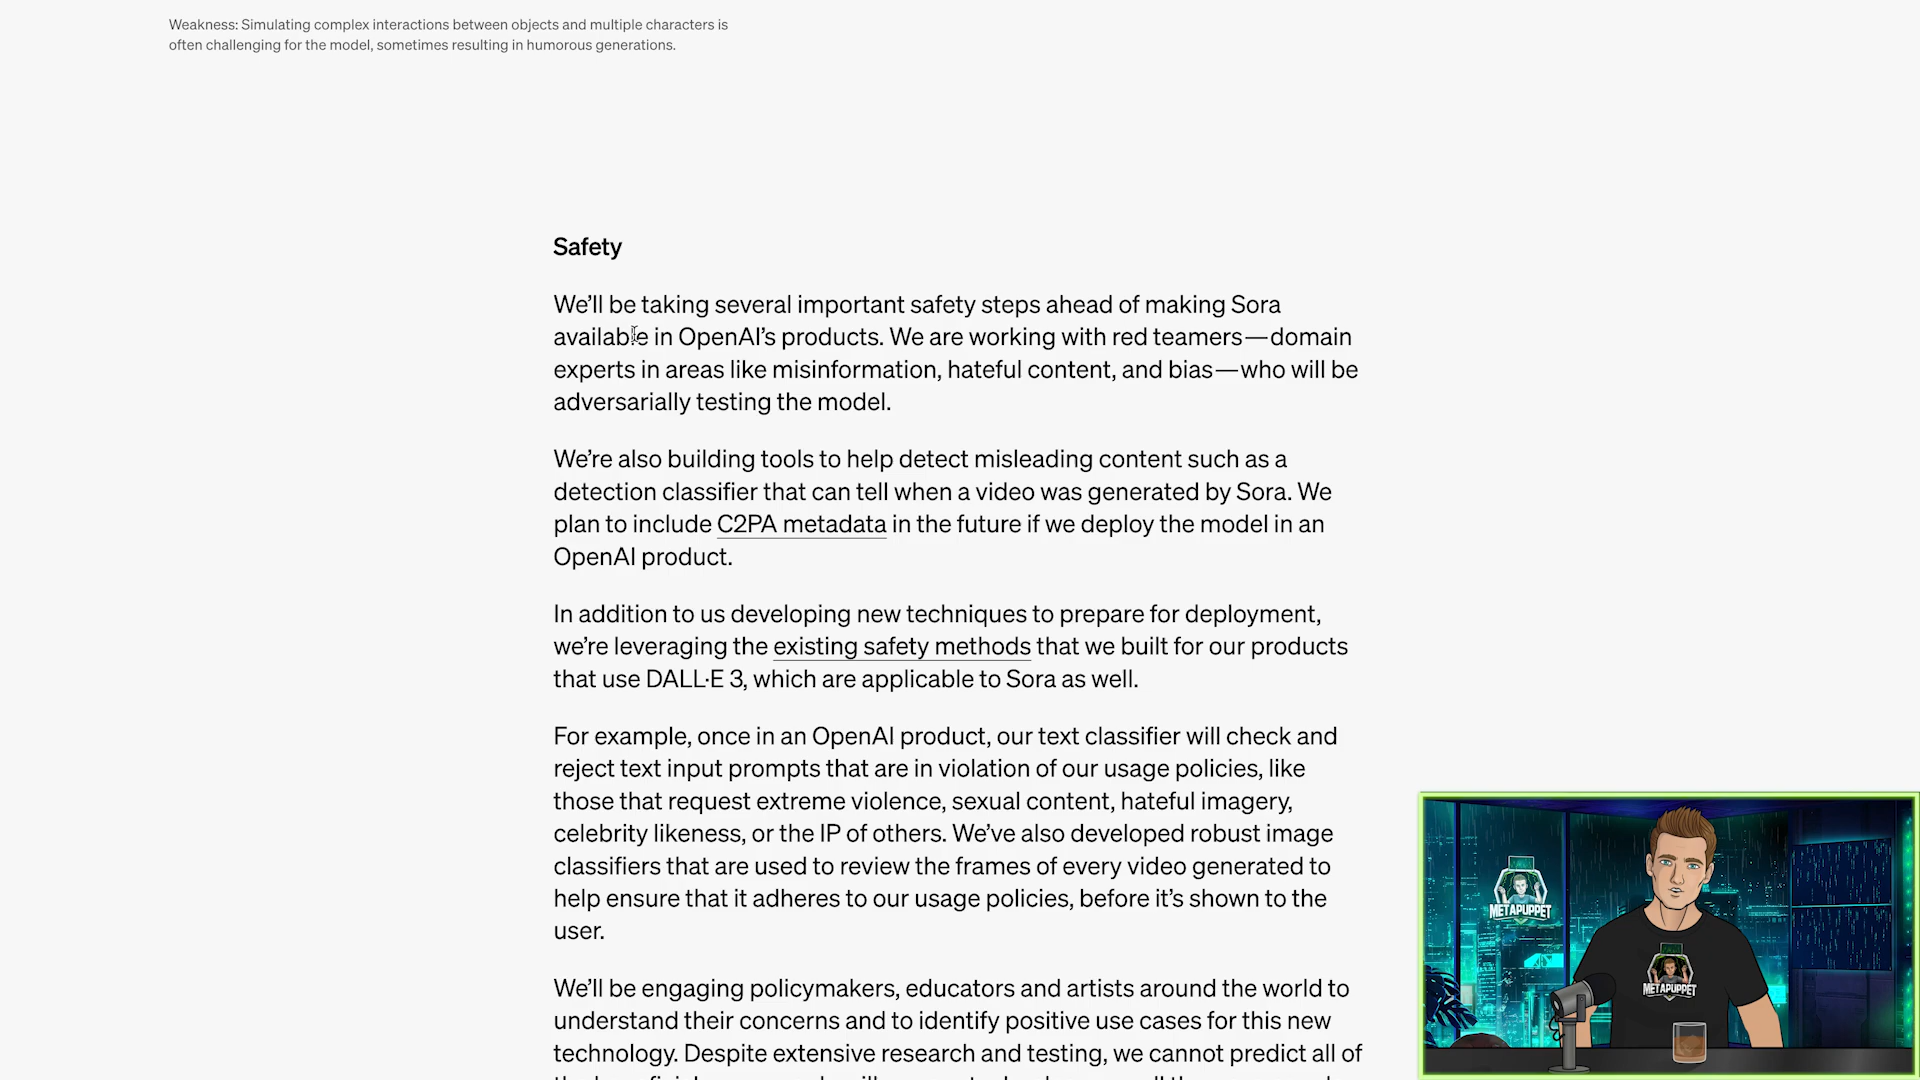 Weakness: Simulating complex interactions between objects and multiple characters is
often challenging for the model, sometimes resulting in humorous generations.
Safety
We’ll be taking several important safety steps ahead of making Sora
available in OpenAI’s products. We are working with red teamers—domain
experts in areas like misinformation, hateful content, and bias—who will be
adversarially testing the model.
We’re also building tools to help detect misleading content such as a
detection classifier that can tell when a video was generated by Sora. We
plan to include C2PA metadata in the future if we deploy the model in an
OpenAI product.
In addition to us developing new techniques to prepare for deployment,
we’re leveraging the existing safety methods that we built for our products
that use DALL·E 3, which are applicable to Sora as well.
For example, once in an OpenAI product, our text classifier will check and
reject text input prompts that are in violation of our usage policies, like
those that request extreme violence, sexual content, hateful imagery,
celebrity likeness, or the IP of others. We’ve also developed robust image
classifiers that are used to review the frames of every video generated to
help ensure that it adheres to our usage policies, before it’s shown to the
user.
We’ll be engaging policymakers, educators and artists around the world to
understand their concerns and to identify positive use cases for this new
technology. Despite extensive research and testing, we cannot predict all of
METAPUPPET
METAPUPPET